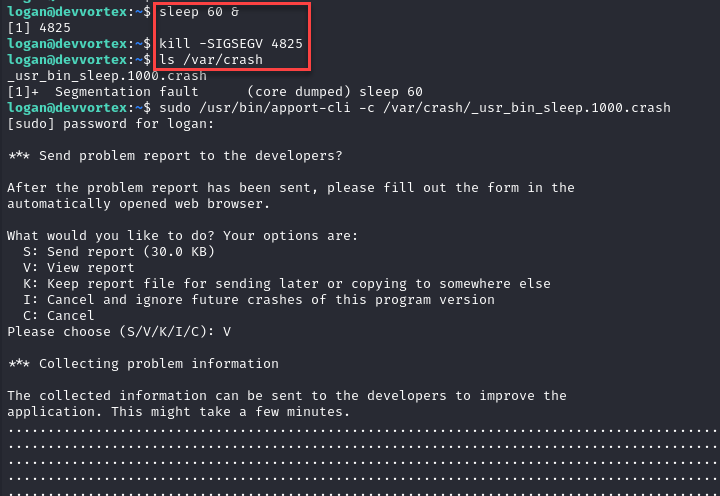 logan@devvortex:~$ sleep 60 &
[1] 4825
logan@devvortex:~$ kill -SIGSEGV 4825
logan@devvortex:~$ ls /var/crash
_usr_bin_sleep.1000.crash
[1]+  Segmentation fault      (core dumped) sleep 60
logan@devvortex:~$ sudo /usr/bin/apport-cli -c /var/crash/_usr_bin_sleep.1000.crash
[sudo] password for logan:
*** Send problem report to the developers?
After the problem report has been sent, please fill out the form in the
automatically opened web browser.
What would you like to do? Your options are:
  S: Send report (30.0 KB)
  V: View report
  K: Keep report file for sending later or copying to somewhere else
  I: Cancel and ignore future crashes of this program version
  C: Cancel
Please choose (S/V/K/I/C): V
*** Collecting problem information
The collected information can be sent to the developers to improve the
application. This might take a few minutes.
.........................................................................................
.........................................................................................
.........................................................................................
.........................................................................................
.........................................................................................